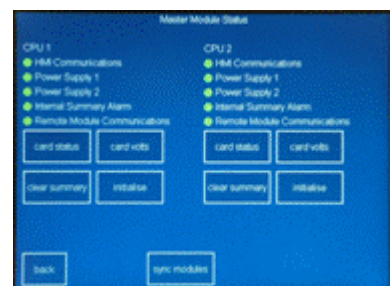 Master Module Status
CPU 1
HMI Communications
Power Supply 1
Power Supply 2
Internal Summary Alarm
Remote Module Communications
card status
card volts
clear summary
initialise
CPU 2
HMI Communications
Power Supply 1
Power Supply 2
Internal Summary Alarm
Remote Module Communications
card status
card volts
clear summary
initialise
back
sync modules